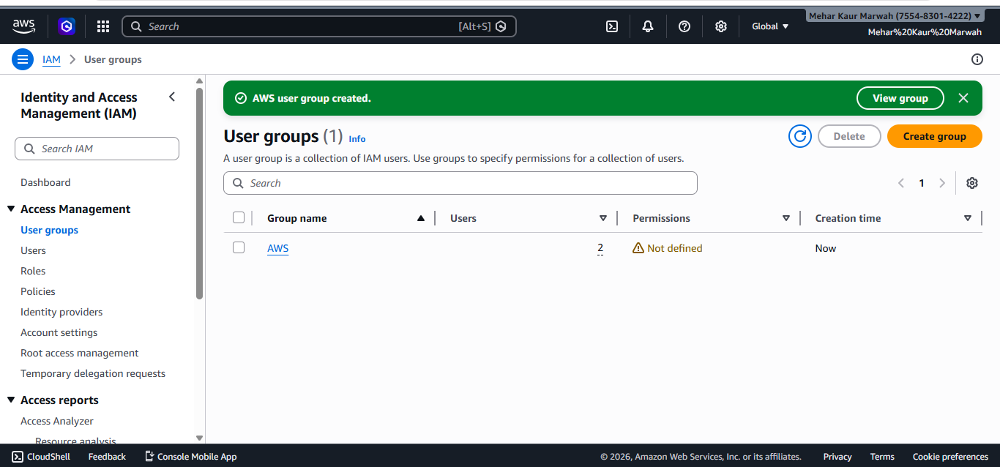 aws
Search [Alt+S]
Global
Mehar Kaur Marwah (7554-8301-4222)
Mehar%20Kaur%20Marwah
IAM
User groups
Identity and Access
Management (IAM)
Search IAM
Dashboard
Access Management
User groups
Users
Roles
Policies
Identity providers
Account settings
Root access management
Temporary delegation requests
Access reports
Access Analyzer
Resource analysis
AWS user group created.
View group
User groups (1) Info
Delete
Create group
A user group is a collection of IAM users. Use groups to specify permissions for a collection of users.
Search
1
Group name Users Permissions Creation time
AWS 2 Not defined Now
CloudShell Feedback Console Mobile App © 2026, Amazon Web Services, Inc. or its affiliates. Privacy Terms Cookie preferences